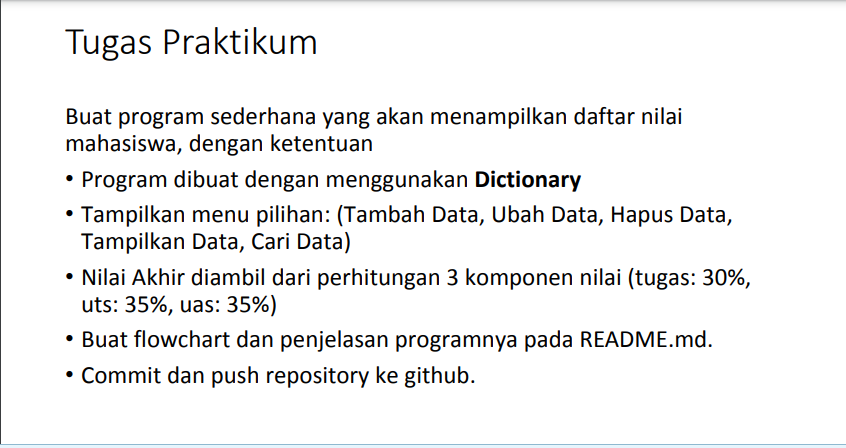 Tugas Praktikum
Buat program sederhana yang akan menampilkan daftar nilai
mahasiswa, dengan ketentuan
• Program dibuat dengan menggunakan Dictionary
• Tampilkan menu pilihan: (Tambah Data, Ubah Data, Hapus Data,
Tampilkan Data, Cari Data)
• Nilai Akhir diambil dari perhitungan 3 komponen nilai (tugas: 30%,
uts: 35%, uas: 35%)
• Buat flowchart dan penjelasan programnya pada README.md.
• Commit dan push repository ke github.